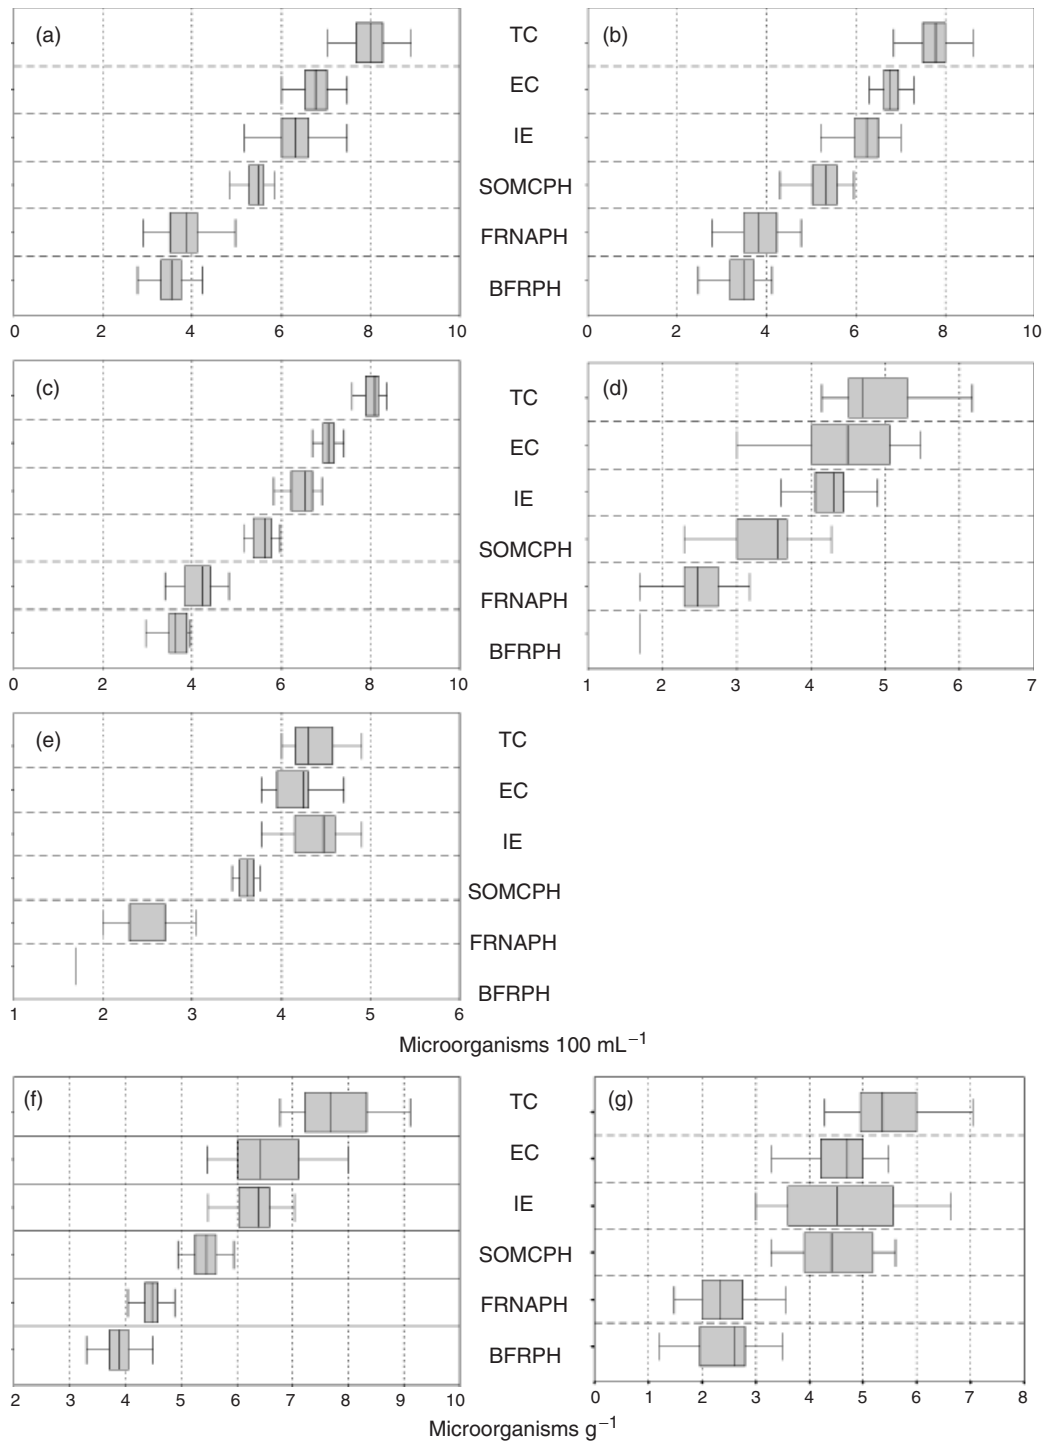 (a) TC (b)
EC
IE
SOMCPH
FRNAPH
BFRPH
0 2 4 6 8 10 0 2 4 6 8 10
(c) TC (d)
EC
IE
SOMCPH
FRNAPH
BFRPH
0 2 4 6 8 10 1 2 3 4 5 6 7
(e) TC
EC
IE
SOMCPH
FRNAPH
BFRPH
1 2 3 4 5 6
Microorganisms 100 mL⁻¹
(f) TC (g)
EC
IE
SOMCPH
FRNAPH
BFRPH
2 3 4 5 6 7 8 9 10 0 1 2 3 4 5 6 7 8
Microorganisms g⁻¹